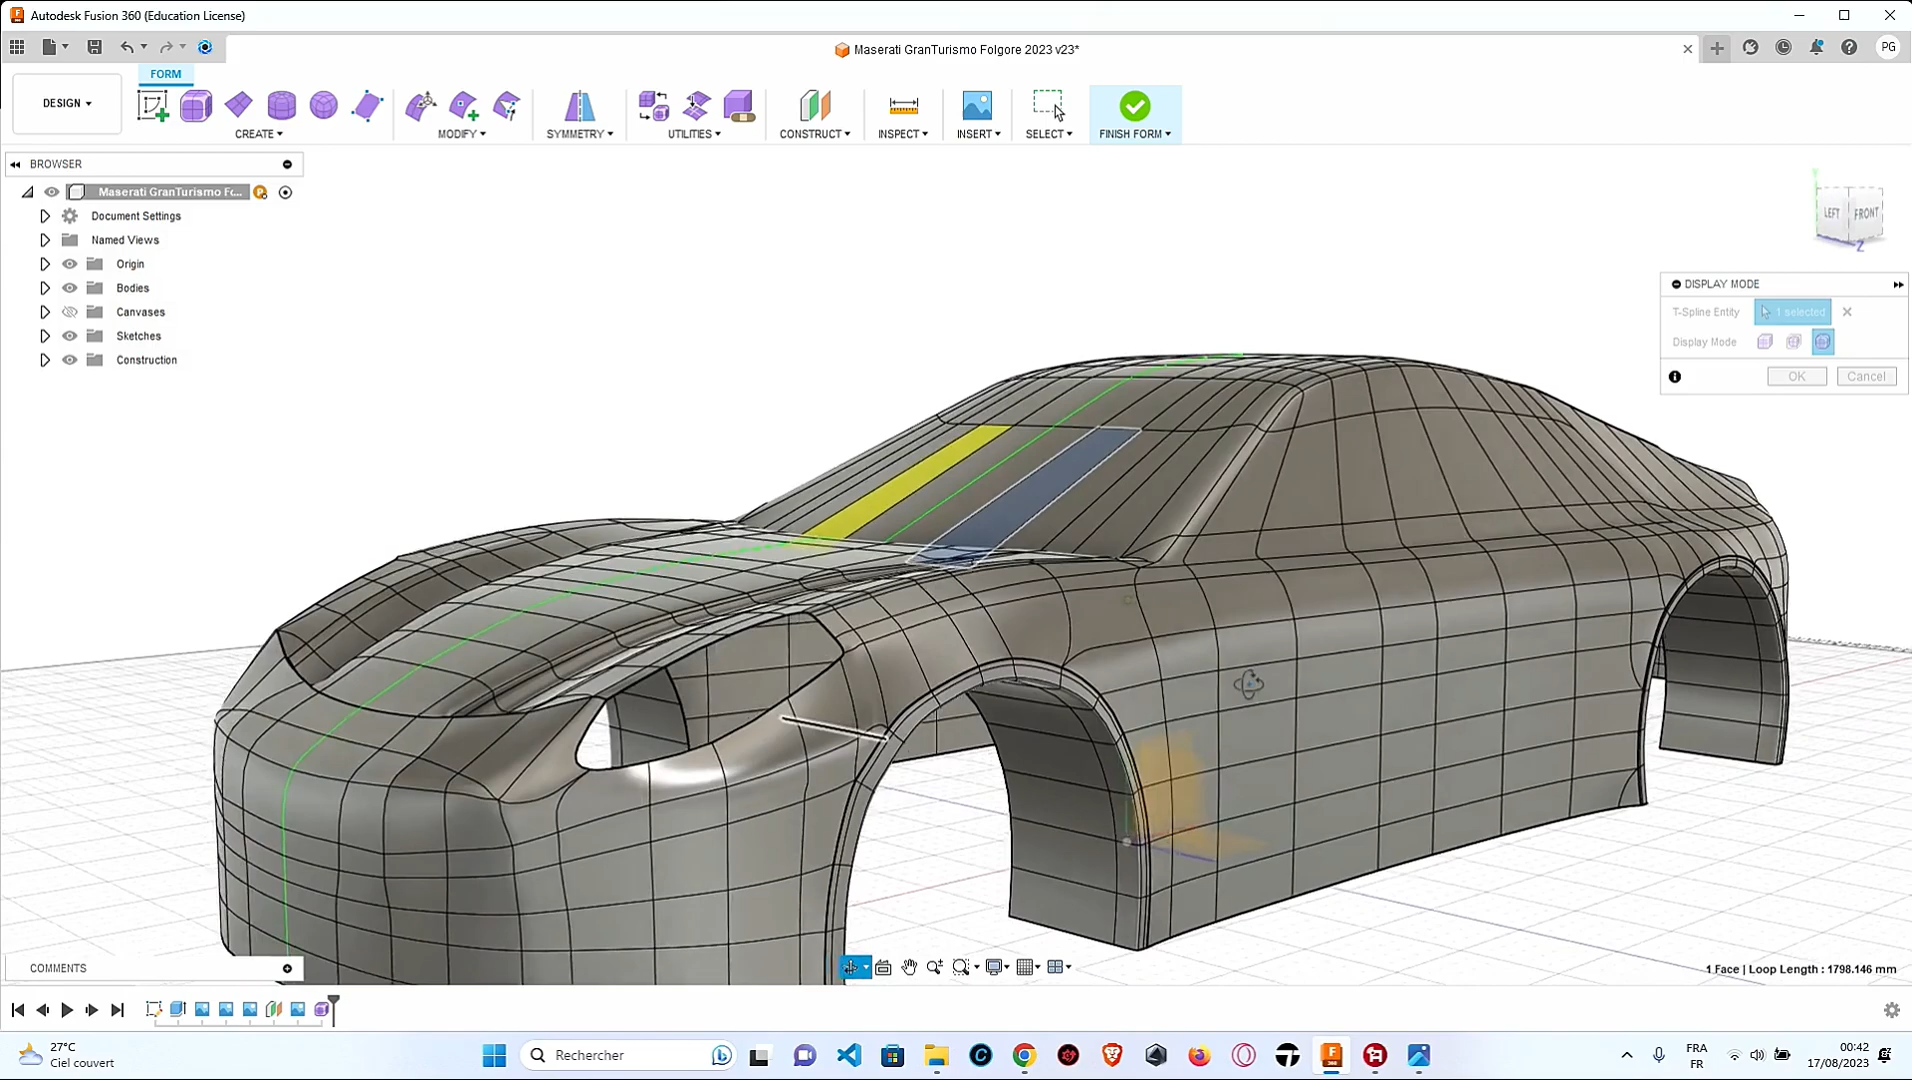 Autodesk Fusion 360 (Education License)
Maserati GranTurismo Folgore 2023 v23*
PG
FORM
DESIGN
CREATE
MODIFY
SYMMETRY
UTILITIES
CONSTRUCT
INSPECT
INSERT
SELECT
FINISH FORM
BROWSER
Maserati GranTurismo Fc...
Document Settings
Named Views
Origin
Bodies
Canvases
Sketches
Construction
LEFT
FRONT
Z
DISPLAY MODE
T-Spline Entity
1 selected
Display Mode
OK
Cancel
COMMENTS
1 Face | Loop Length : 1798.146 mm
27°C
Ciel couvert
Rechercher
FRA
FR
00:42
17/08/2023